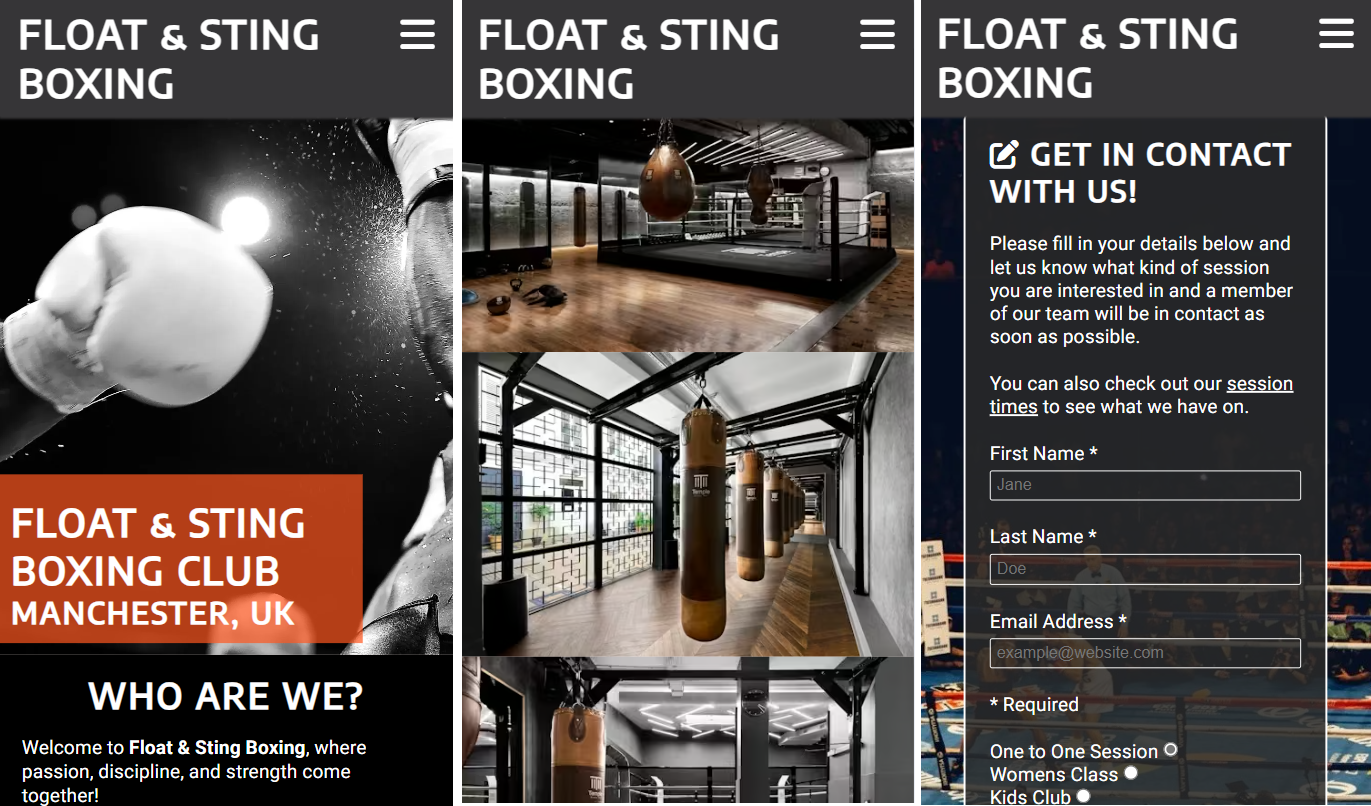 FLOAT & STING
BOXING
FLOAT & STING
BOXING CLUB
MANCHESTER, UK
WHO ARE WE?
Welcome to Float & Sting Boxing, where
passion, discipline, and strength come
together!
FLOAT & STING
BOXING
Temple
FLOAT & STING
BOXING
GET IN CONTACT
WITH US!
Please fill in your details below and
let us know what kind of session
you are interested in and a member
of our team will be in contact as
soon as possible.
You can also check out our session
times to see what we have on.
First Name *
Jane
Last Name *
Doe
Email Address *
example@website.com
* Required
One to One Session
Womens Class
Kids Club